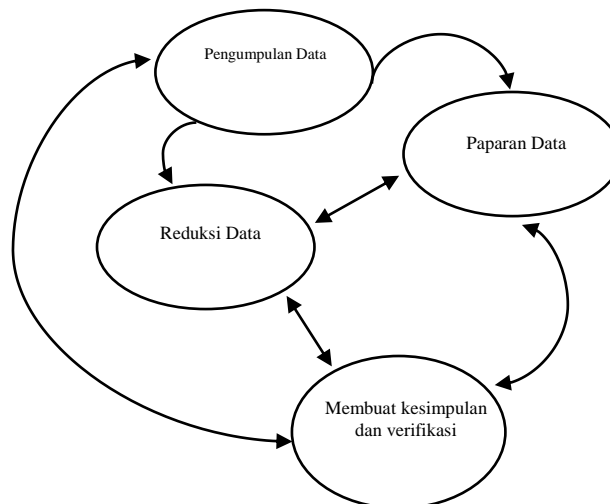 Pengumpulan Data
Paparan Data
Reduksi Data
Membuat kesimpulan
dan verifikasi